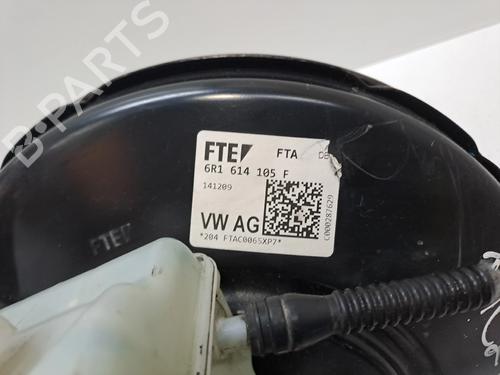 B-PARTS
FTE FTA DE
6R1 614 105 F
141209
VW AG
*204 FTAC0065XP7*
C000287629
FTE